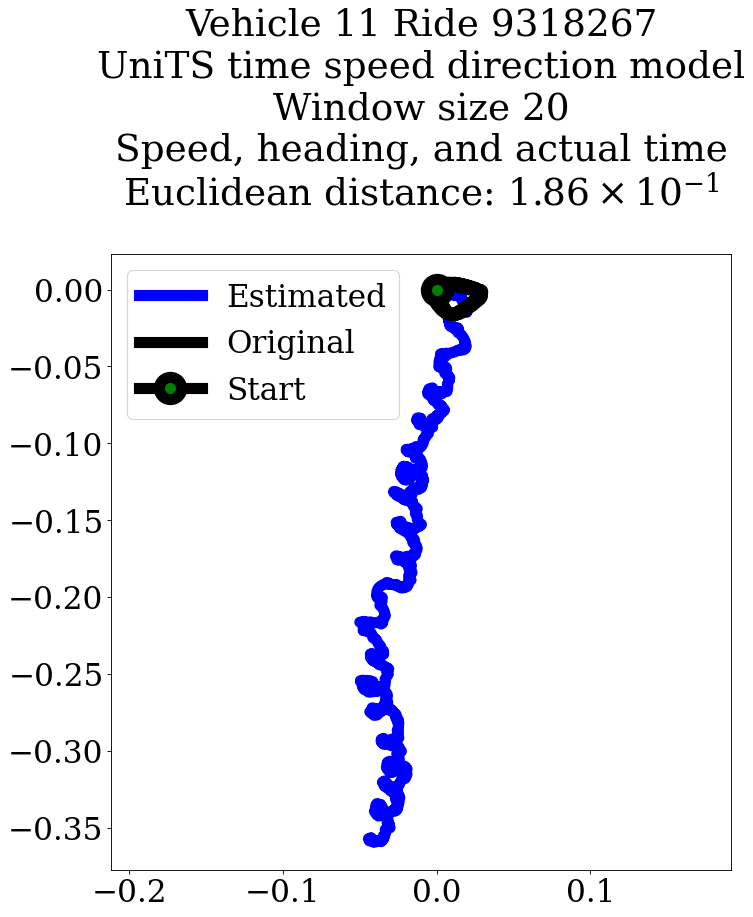 Vehicle 11 Ride 9318267
UniTS time speed direction model
Window size 20
Speed, heading, and actual time
Euclidean distance: 1.86 × 10⁻¹
Estimated
Original
Start
0.00
−0.05
−0.10
−0.15
−0.20
−0.25
−0.30
−0.35
−0.2 −0.1 0.0 0.1